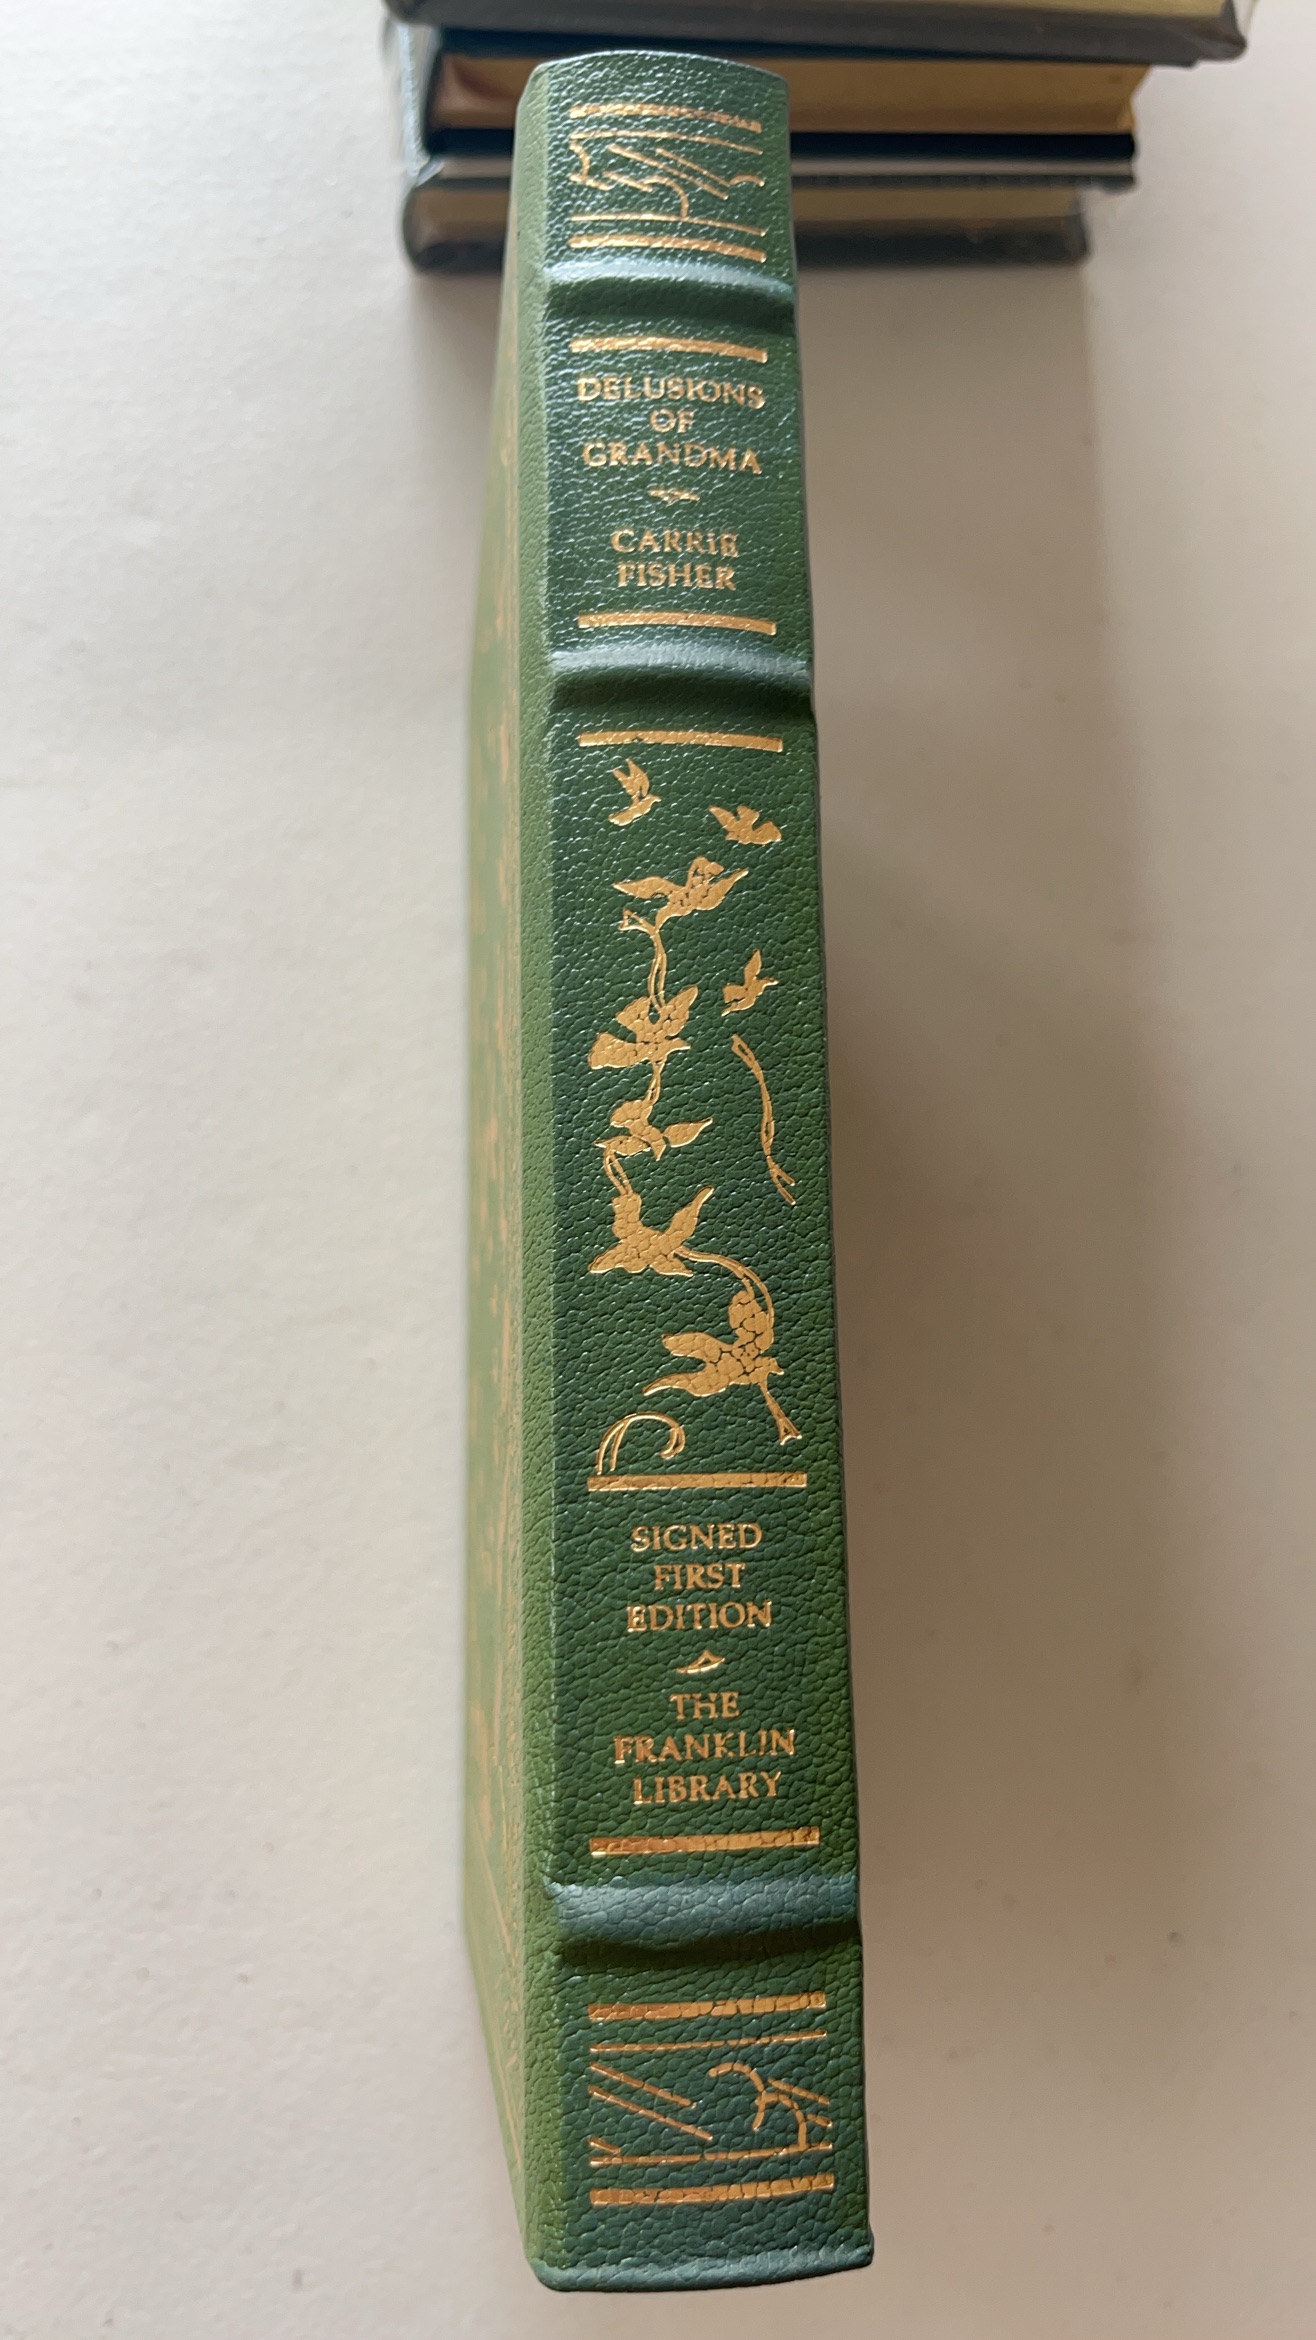 DELUSIONS
OF
GRANDMA
CARRIE
FISHER
SIGNED
FIRST
EDITION
THE
FRANKLIN
LIBRARY